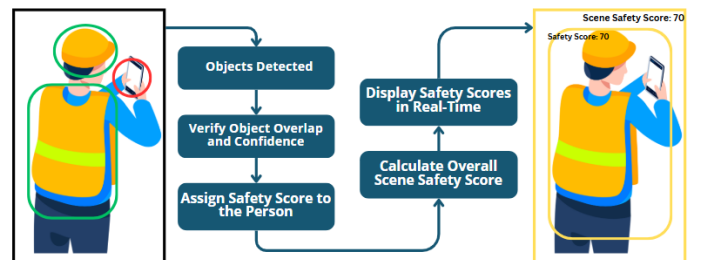 Objects Detected
Verify Object Overlap
and Confidence
Assign Safety Score to
the Person
Calculate Overall
Scene Safety Score
Display Safety Scores
in Real-Time
Scene Safety Score: 70
Safety Score: 70